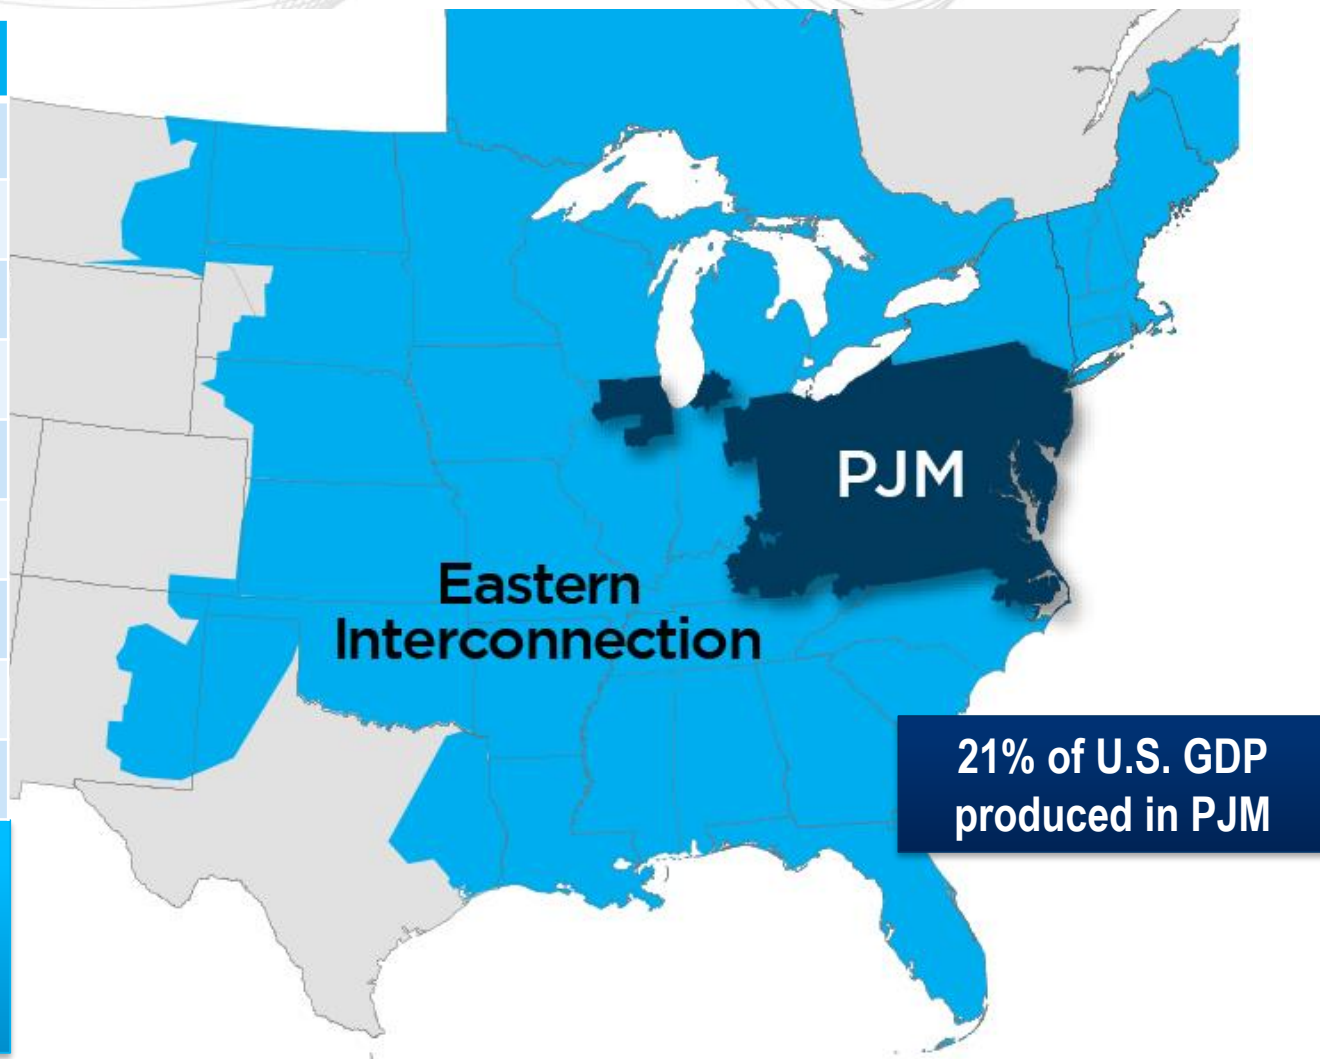 PJM
Eastern
Interconnection
21% of U.S. GDP
produced in PJM